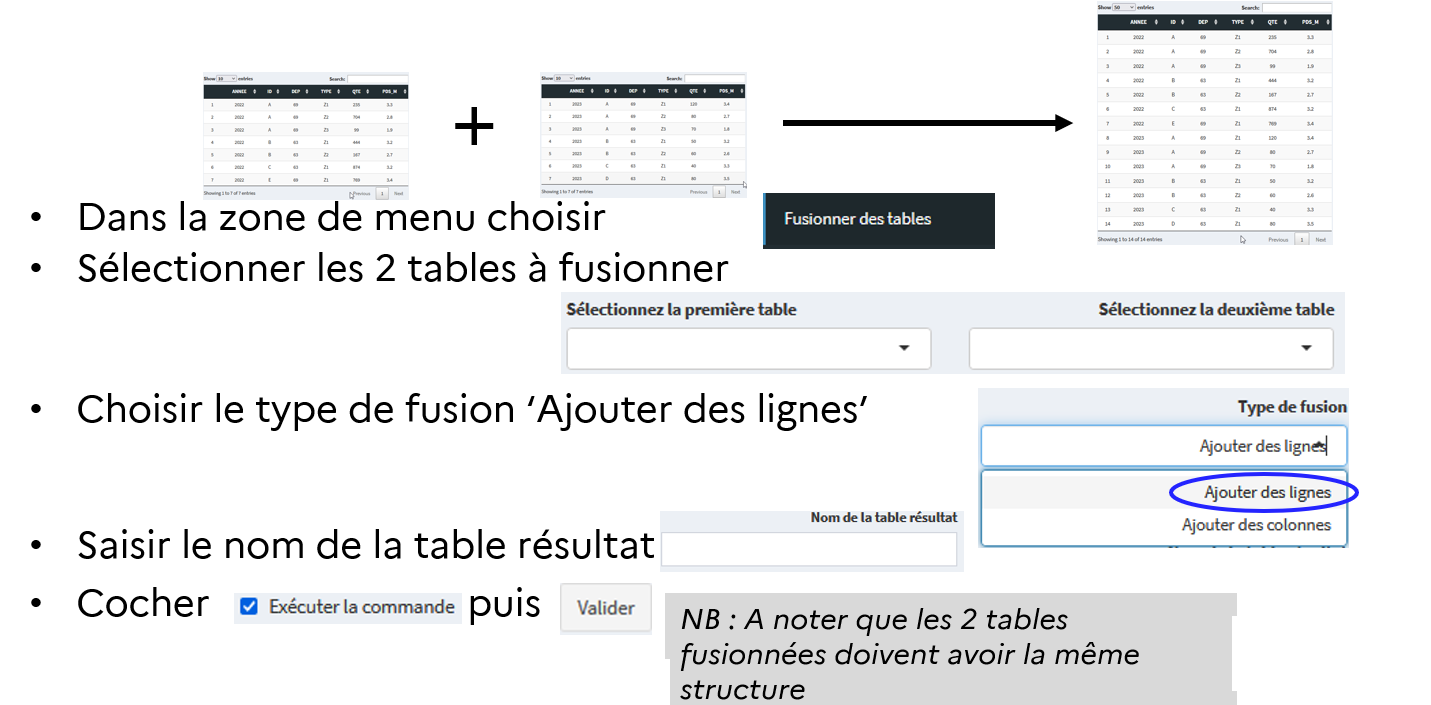 Show 10 entries Search:
ANNEE ID DEP TYPE QTE PDS_M
1 2022 A 69 Z1 235 3.3
2 2022 A 69 Z2 704 2.8
3 2022 A 69 Z3 99 1.9
4 2022 B 63 Z1 444 3.2
5 2022 B 63 Z2 167 2.7
6 2022 C 63 Z1 874 3.2
7 2022 E 69 Z1 769 3.4
Showing 1 to 7 of 7 entries Previous 1 Next
+
Show 10 entries Search:
ANNEE ID DEP TYPE QTE PDS_M
1 2023 A 69 Z1 120 3.4
2 2023 A 69 Z2 80 2.7
3 2023 A 69 Z3 70 1.8
4 2023 B 63 Z1 50 3.2
5 2023 B 63 Z2 60 2.6
6 2023 C 63 Z1 40 3.3
7 2023 D 63 Z1 80 3.5
Showing 1 to 7 of 7 entries Previous 1 Next
Show 50 entries Search:
ANNEE ID DEP TYPE QTE PDS_M
1 2022 A 69 Z1 235 3.3
2 2022 A 69 Z2 704 2.8
3 2022 A 69 Z3 99 1.9
4 2022 B 63 Z1 444 3.2
5 2022 B 63 Z2 167 2.7
6 2022 C 63 Z1 874 3.2
7 2022 E 69 Z1 769 3.4
8 2023 A 69 Z1 120 3.4
9 2023 A 69 Z2 80 2.7
10 2023 A 69 Z3 70 1.8
11 2023 B 63 Z1 50 3.2
12 2023 B 63 Z2 60 2.6
13 2023 C 63 Z1 40 3.3
14 2023 D 63 Z1 80 3.5
Showing 1 to 14 of 14 entries Previous 1 Next
• Dans la zone de menu choisir
Fusionner des tables
• Sélectionner les 2 tables à fusionner
Sélectionnez la première table Sélectionnez la deuxième table
• Choisir le type de fusion ‘Ajouter des lignes’
Type de fusion
Ajouter des lignes
Ajouter des lignes
Ajouter des colonnes
• Saisir le nom de la table résultat
Nom de la table résultat
• Cocher Exécuter la commande puis Valider
NB : A noter que les 2 tables
fusionnées doivent avoir la même
structure